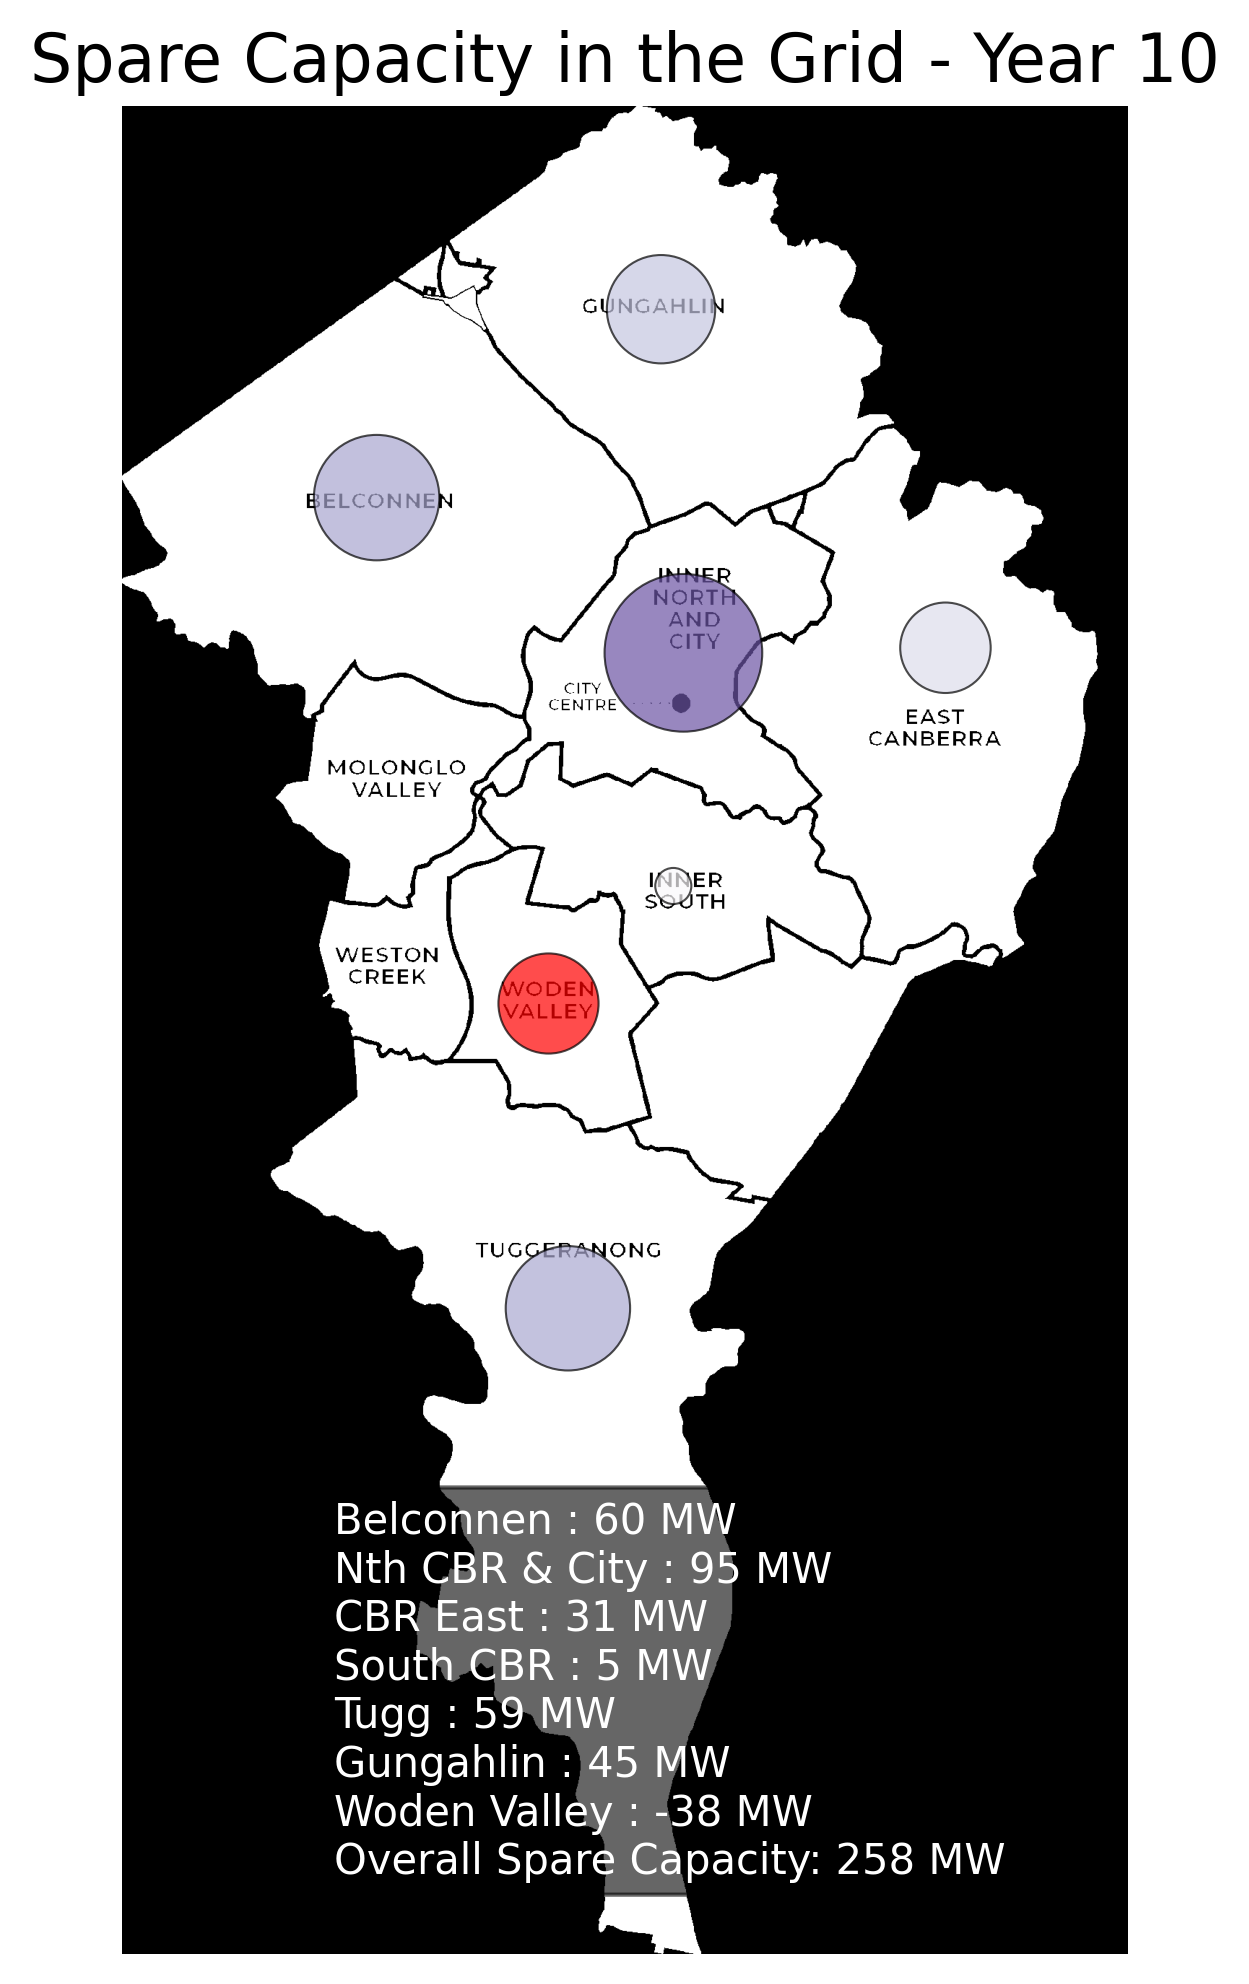 Spare Capacity in the Grid - Year 10
GUNGAHLIN
BELCONNEN
INNER
NORTH
AND
CITY
CITY
CENTRE
EAST
CANBERRA
MOLONGLO
VALLEY
INNER
SOUTH
WESTON
CREEK
WODEN
VALLEY
TUGGERANONG
Belconnen : 60 MW
Nth CBR & City : 95 MW
CBR East : 31 MW
South CBR : 5 MW
Tugg : 59 MW
Gungahlin : 45 MW
Woden Valley : -38 MW
Overall Spare Capacity: 258 MW